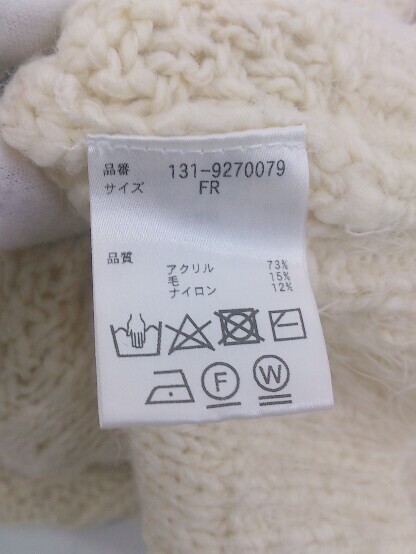 品番 131-9270079
サイズ FR
品質
アクリル 73%
毛 15%
ナイロン 12%
F W